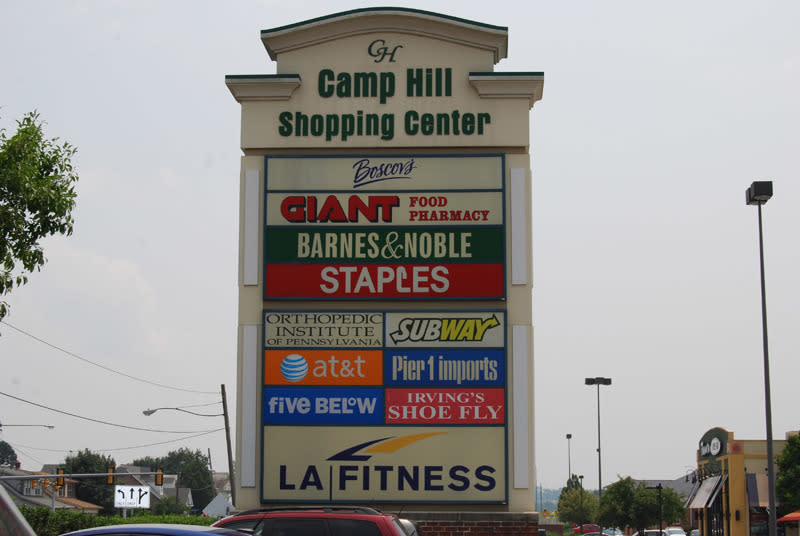 CH
Camp Hill
Shopping Center
Boscov's
GIANT FOOD PHARMACY
BARNES & NOBLE
STAPLES
ORTHOPEDIC
INSTITUTE
OF PENNSYLVANIA
SUBWAY
at&t
Pier 1 imports
five BELOW
IRVING'S
SHOE FLY
LA FITNESS